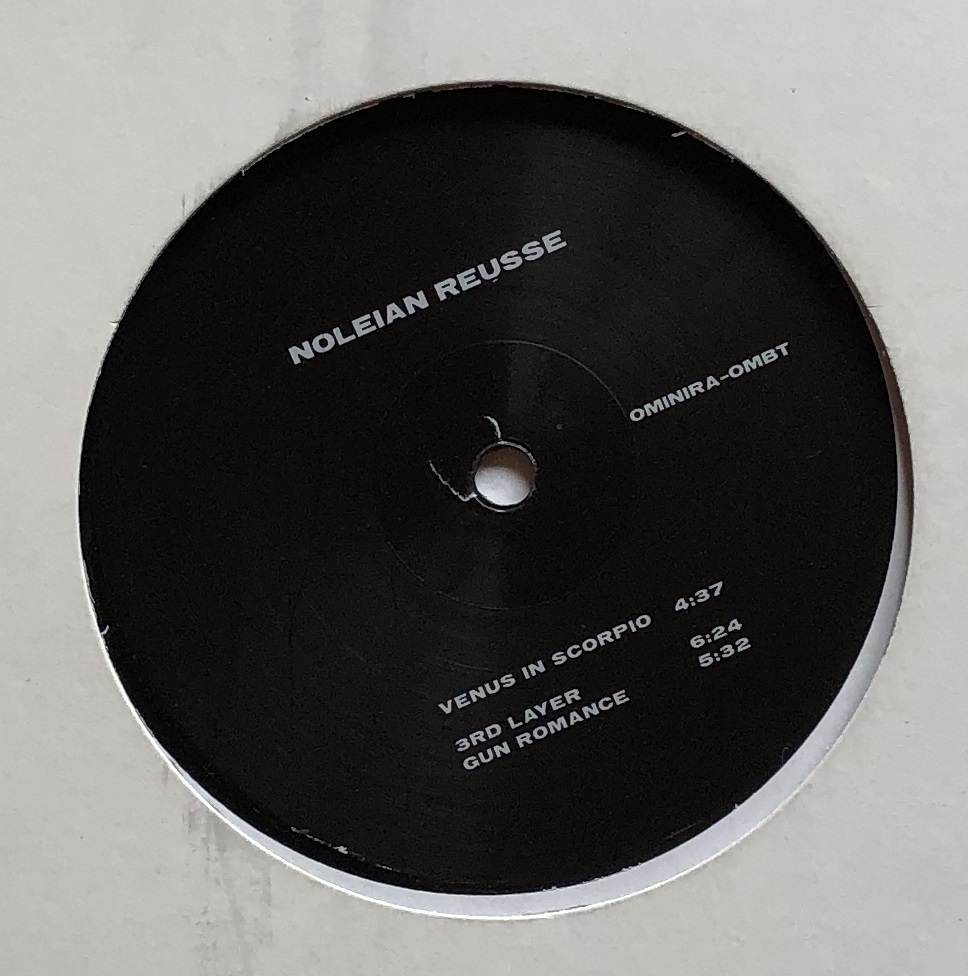 NOLEIAN REUSSE
OMINIRA-OMBT
VENUS IN SCORPIO 4:37
3RD LAYER 6:24
GUN ROMANCE 5:32